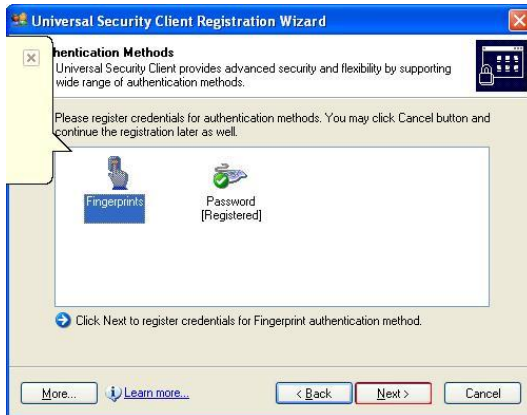 Universal Security Client Registration Wizard
hentication Methods
Universal Security Client provides advanced security and flexibility by supporting
wide range of authentication methods.
Please register credentials for authentication methods. You may click Cancel button and
continue the registration later as well.
Fingerprints
Password
[Registered]
Click Next to register credentials for Fingerprint authentication method.
More...
Learn more...
< Back
Next >
Cancel